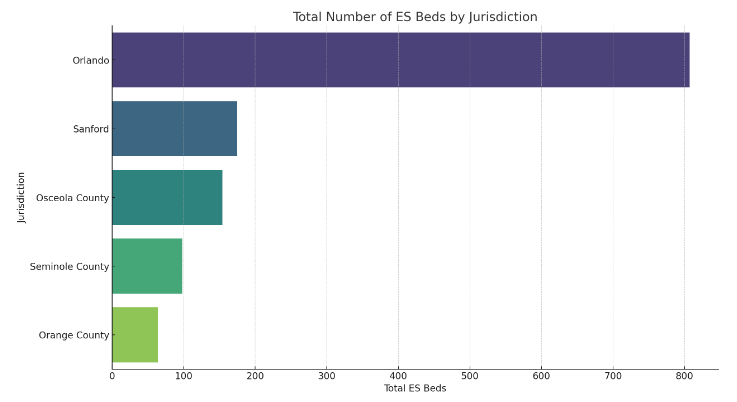 Total Number of ES Beds by Jurisdiction
Orlando
Sanford
Osceola County
Seminole County
Orange County
Jurisdiction
0 100 200 300 400 500 600 700 800
Total ES Beds